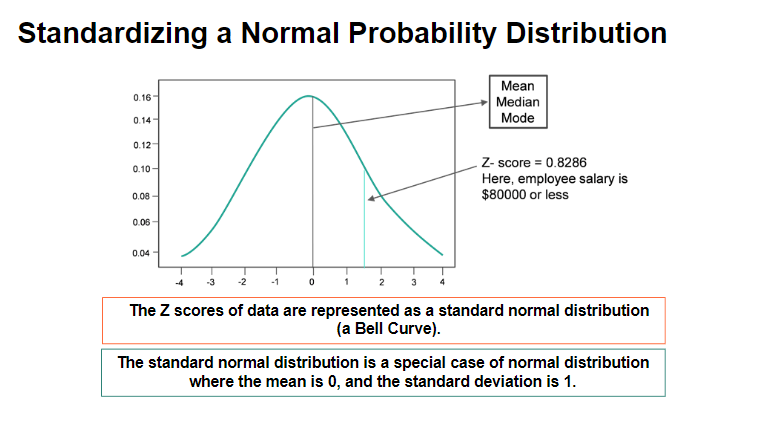 Standardizing a Normal Probability Distribution
0.16
0.14
0.12
0.10
0.08
0.06
0.04
-4 -3 -2 -1 0 1 2 3 4
Mean
Median
Mode
Z- score = 0.8286
Here, employee salary is
$80000 or less
The Z scores of data are represented as a standard normal distribution
(a Bell Curve).
The standard normal distribution is a special case of normal distribution
where the mean is 0, and the standard deviation is 1.